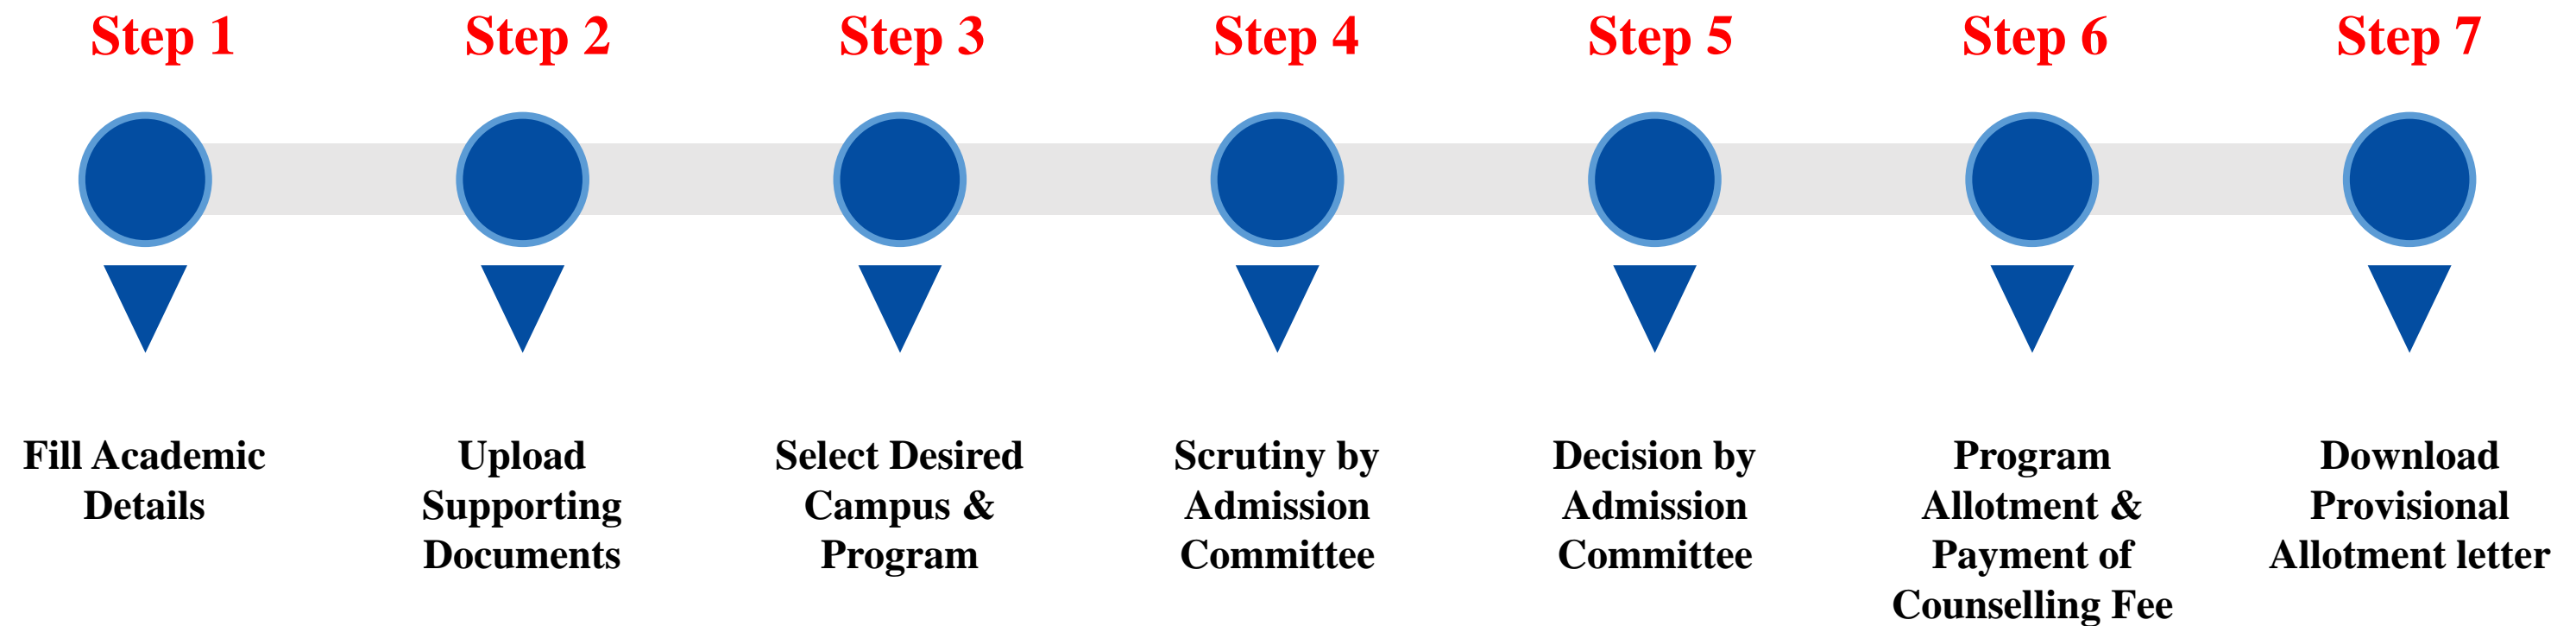 Step 1
Step 2
Step 3
Step 4
Step 5
Step 6
Step 7
Fill Academic
Details
Upload
Supporting
Documents
Select Desired
Campus &
Program
Scrutiny by
Admission
Committee
Decision by
Admission
Committee
Program
Allotment &
Payment of
Counselling Fee
Download
Provisional
Allotment letter